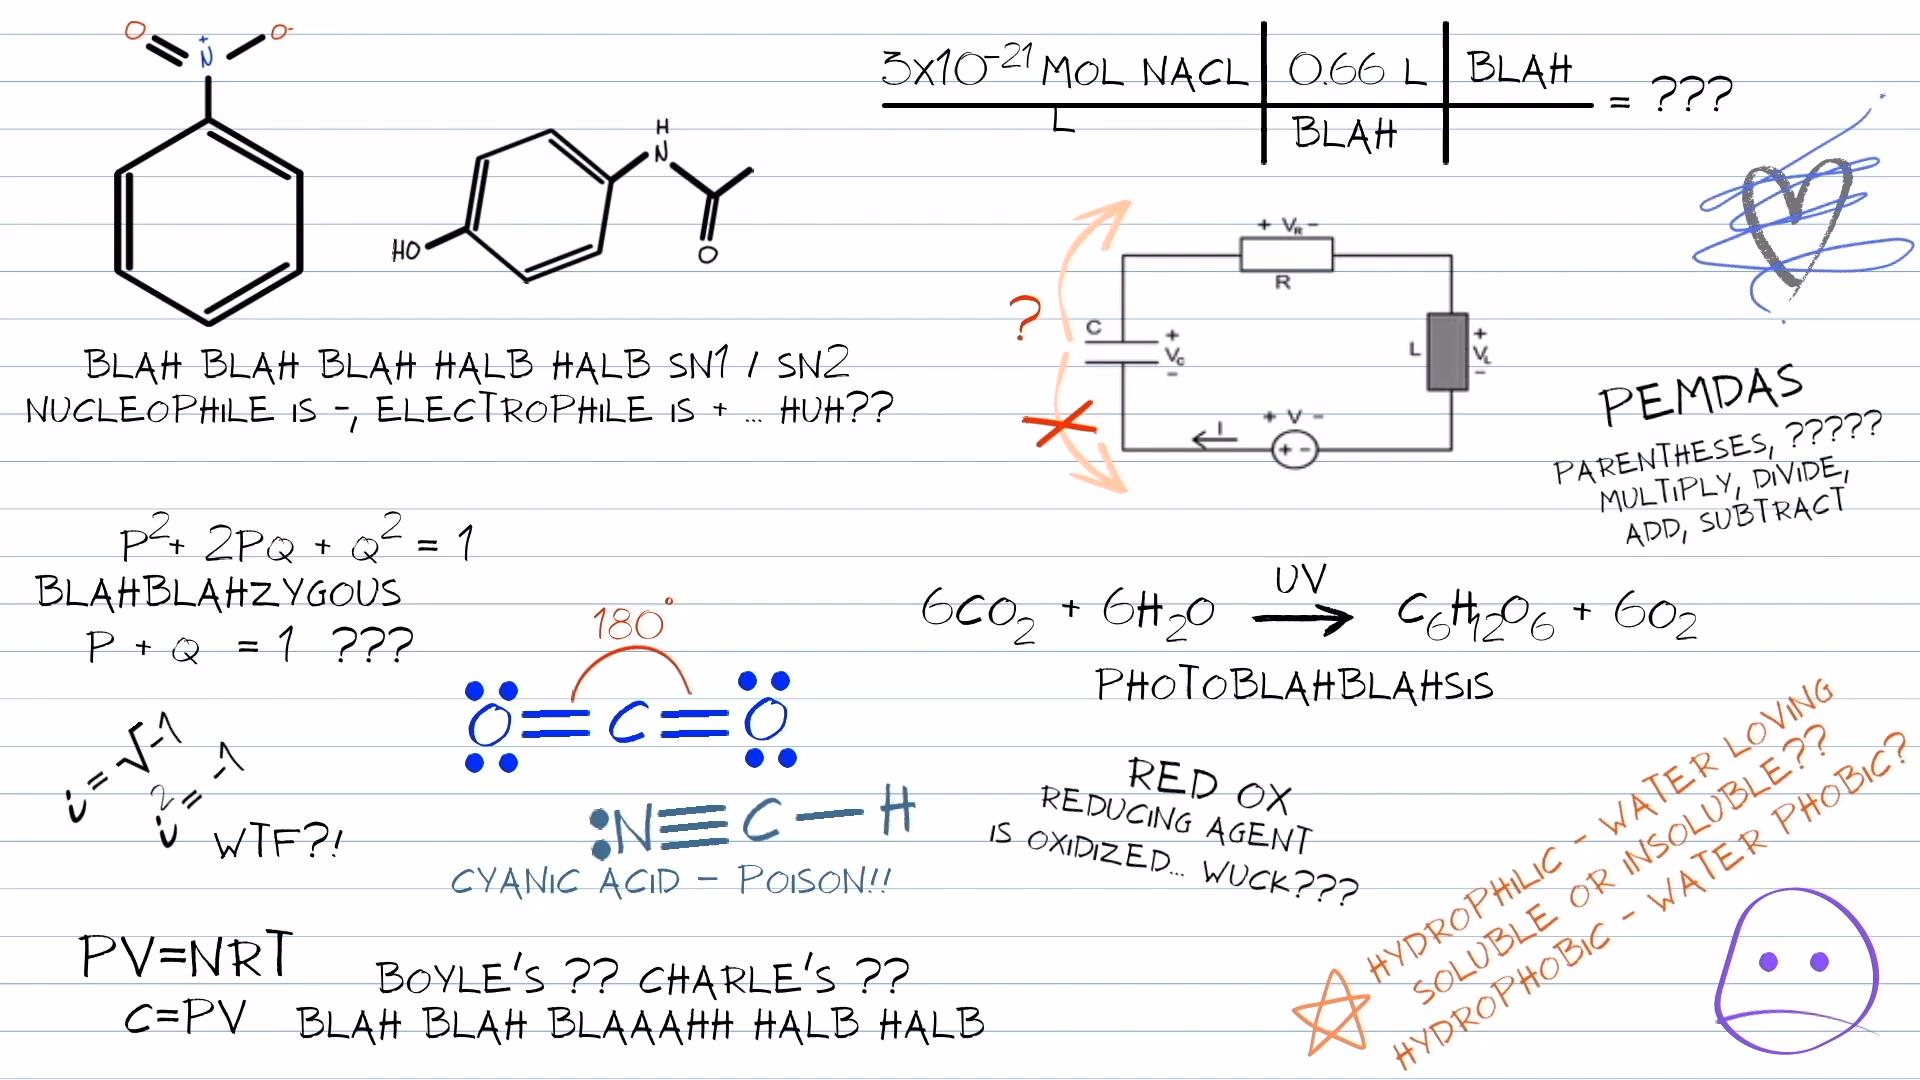 O N+ O-
H
N
HO
O
BLAH BLAH BLAH HALB HALB SN1 / SN2
NUCLEOPHILE IS -, ELECTROPHILE IS + ... HUH??
3x10⁻²¹ MOL NACL 0.66 L BLAH
L BLAH
= ???
+ VR -
R
?
C
+
Vc
-
L
+
VL
-
+ V -
I
+ -
PEMDAS
PARENTHESES, ?????
MULTIPLY, DIVIDE,
ADD, SUBTRACT
P² + 2PQ + Q² = 1
BLAHBLAHZYGOUS
P + Q = 1 ???
UV
6CO₂ + 6H₂O → C₆H₁₂O₆ + 6O₂
PHOTOBLAHBLAHSIS
180°
O=C=O
:N≡C-H
CYANIC ACID - POISON!!
i = √-1
i² = -1
WTF?!
RED OX
REDUCING AGENT
IS OXIDIZED... WUCK???
HYDROPHILIC - WATER LOVING
SOLUBLE OR INSOLUBLE??
HYDROPHOBIC - WATER PHOBIC?
PV=NRT
C=PV
BOYLE'S ?? CHARLE'S ??
BLAH BLAH BLAAAHH HALB HALB